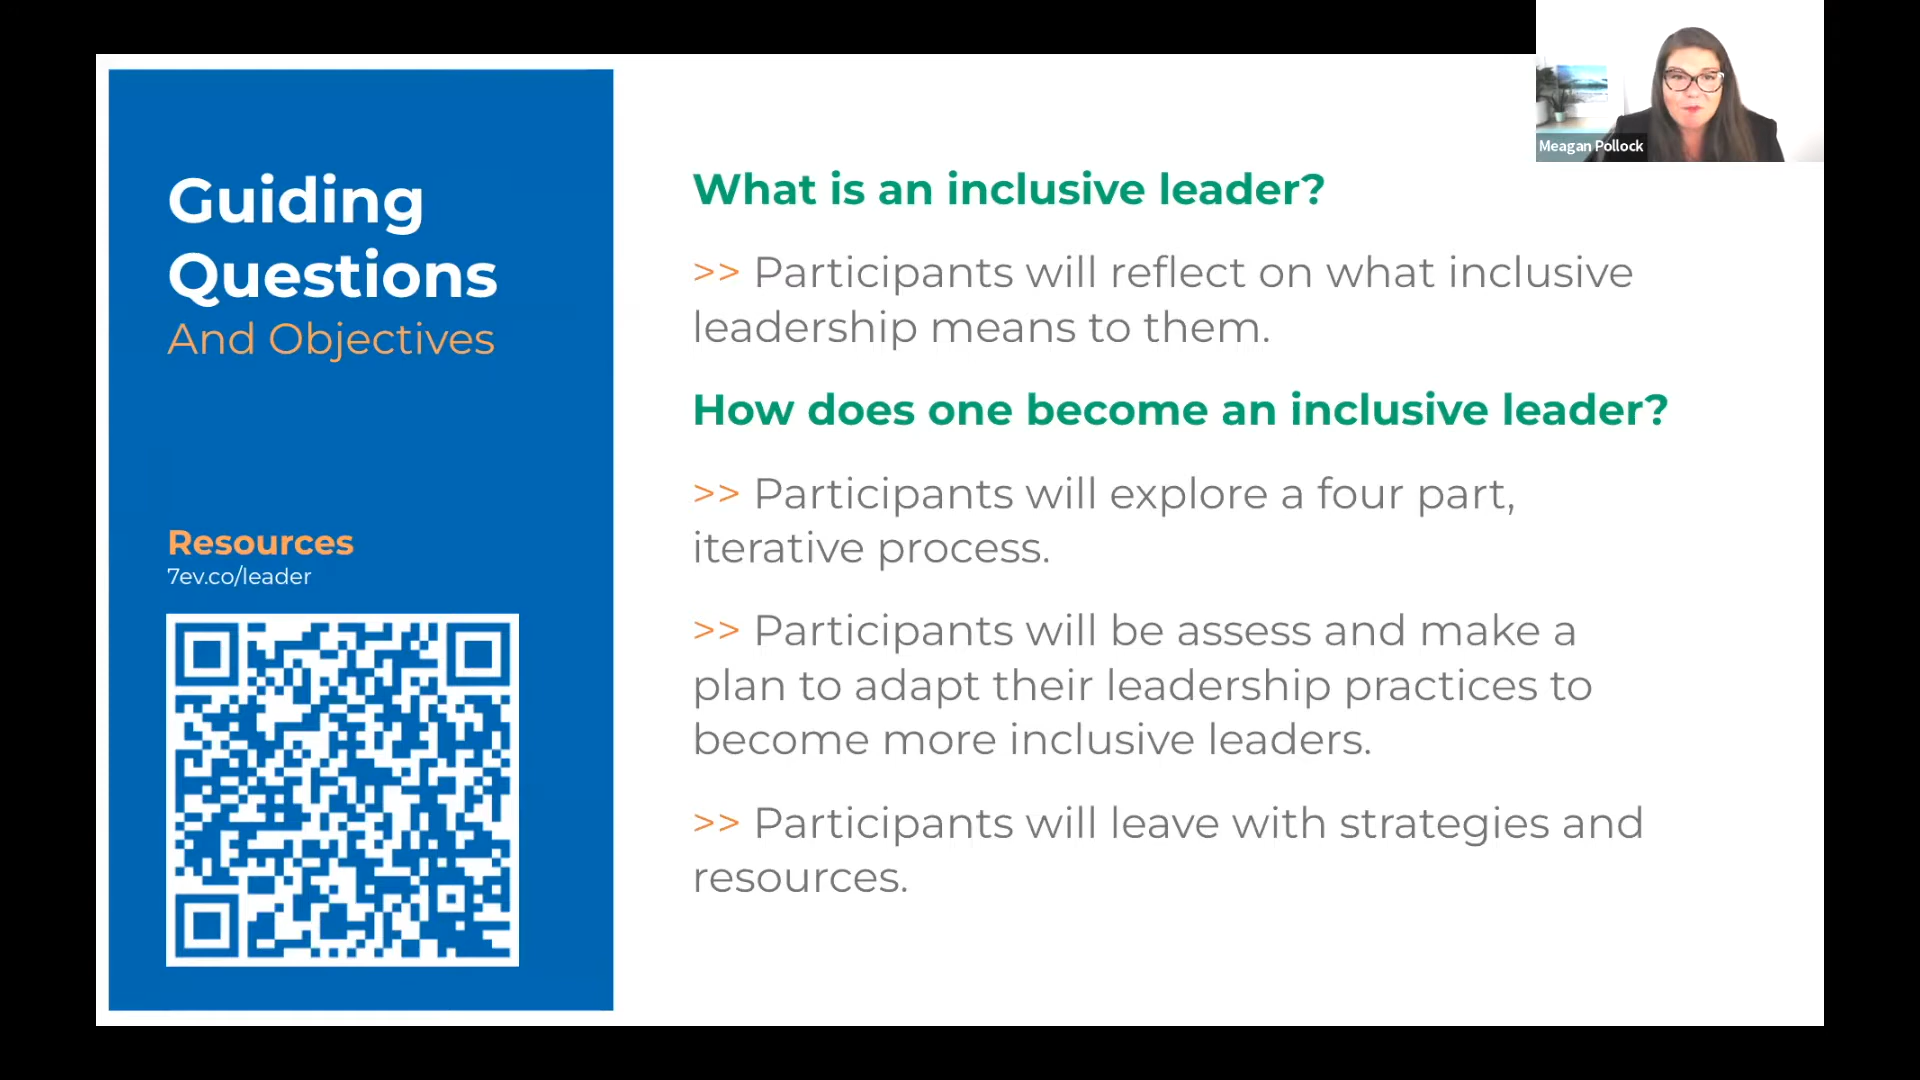 Guiding
Questions
And Objectives
Resources
7ev.co/leader
What is an inclusive leader?
>> Participants will reflect on what inclusive
leadership means to them.
How does one become an inclusive leader?
>> Participants will explore a four part,
iterative process.
>> Participants will be assess and make a
plan to adapt their leadership practices to
become more inclusive leaders.
>> Participants will leave with strategies and
resources.
Meagan Pollock